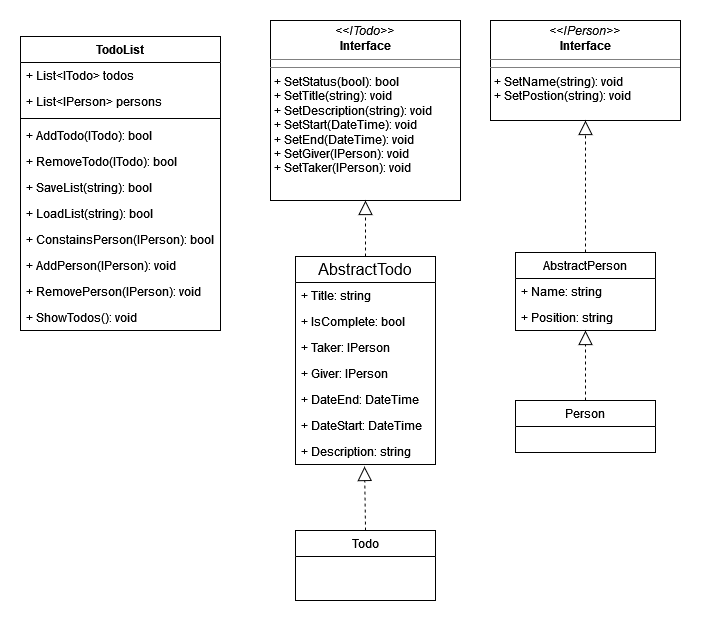 TodoList
+ List<ITodo> todos
+ List<IPerson> persons
+ AddTodo(ITodo): bool
+ RemoveTodo(ITodo): bool
+ SaveList(string): bool
+ LoadList(string): bool
+ ConstainsPerson(IPerson): bool
+ AddPerson(IPerson): void
+ RemovePerson(IPerson): void
+ ShowTodos(): void
<<ITodo>>
Interface
+ SetStatus(bool): bool
+ SetTitle(string): void
+ SetDescription(string): void
+ SetStart(DateTime): void
+ SetEnd(DateTime): void
+ SetGiver(IPerson): void
+ SetTaker(IPerson): void
AbstractTodo
+ Title: string
+ IsComplete: bool
+ Taker: IPerson
+ Giver: IPerson
+ DateEnd: DateTime
+ DateStart: DateTime
+ Description: string
Todo
<<IPerson>>
Interface
+ SetName(string): void
+ SetPostion(string): void
AbstractPerson
+ Name: string
+ Position: string
Person